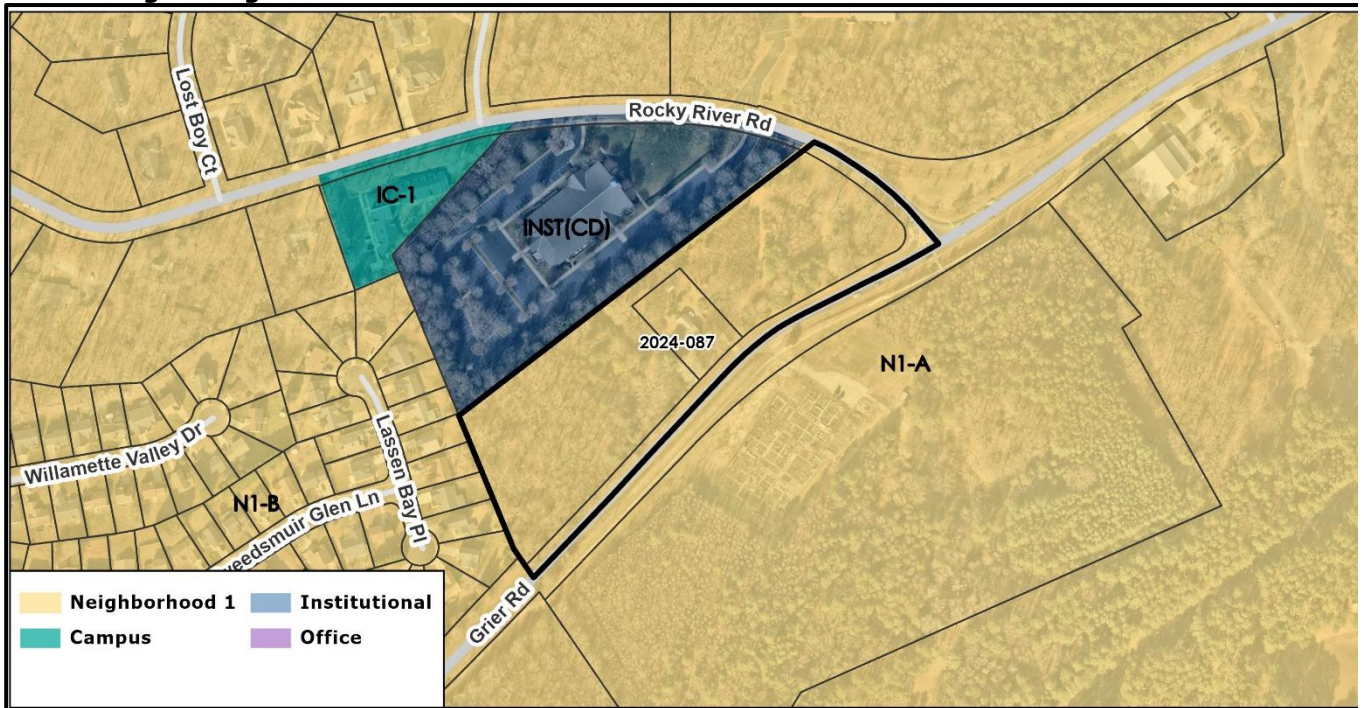 Rocky River Rd
Lost Boy Ct
IC-1
INST(CD)
2024-087
N1-A
Lassen Bay Pl
Willamette Valley Dr
N1-B
weedsmuir Glen Ln
Grier Rd
Neighborhood 1
Institutional
Campus
Office